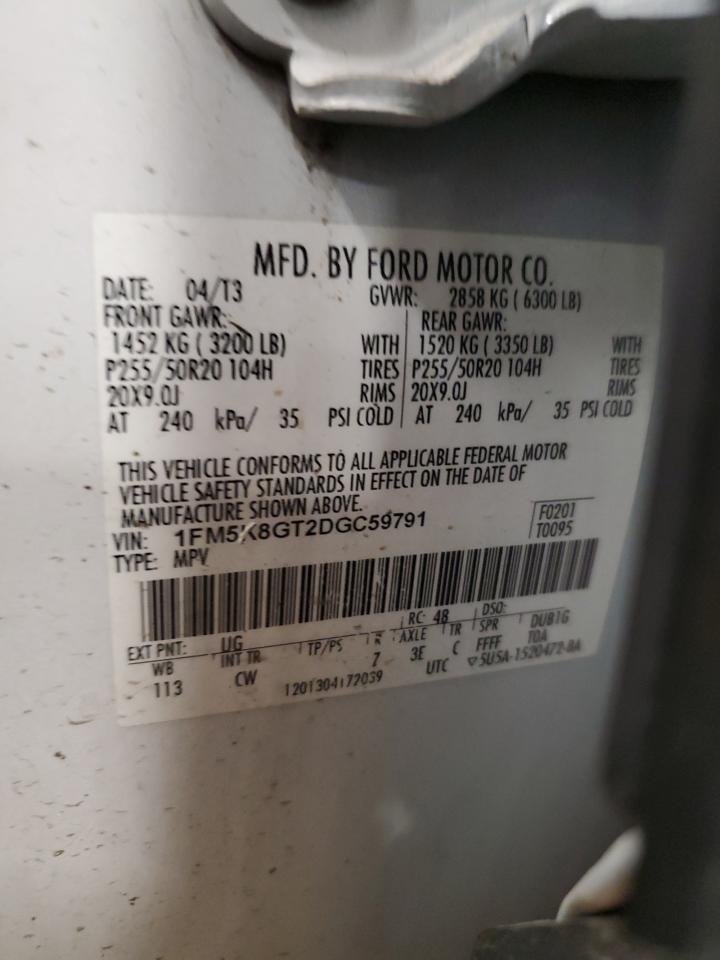 MFD. BY FORD MOTOR CO.
DATE: 04/13 GVWR: 2858 KG ( 6300 LB)
FRONT GAWR: REAR GAWR:
1452 KG ( 3200 LB) WITH 1520 KG ( 3350 LB) WITH
P255/50R20 104H TIRES P255/50R20 104H TIRES
20X9.0J RIMS 20X9.0J RIMS
AT 240 kPa/ 35 PSI COLD AT 240 kPa/ 35 PSI COLD
THIS VEHICLE CONFORMS TO ALL APPLICABLE FEDERAL MOTOR
VEHICLE SAFETY STANDARDS IN EFFECT ON THE DATE OF
MANUFACTURE SHOWN ABOVE.
VIN: 1FM5K8GT2DGC59791 F0201
TYPE: MPV T0095
EXT PNT: UG RC: 48 DSO:
WB INT TR TP/PS R AXLE TR SPR DUB1G
113 CW 7 3E C FFFF T0A
1201304172039 UTC ▽5U5A-1520472-BA